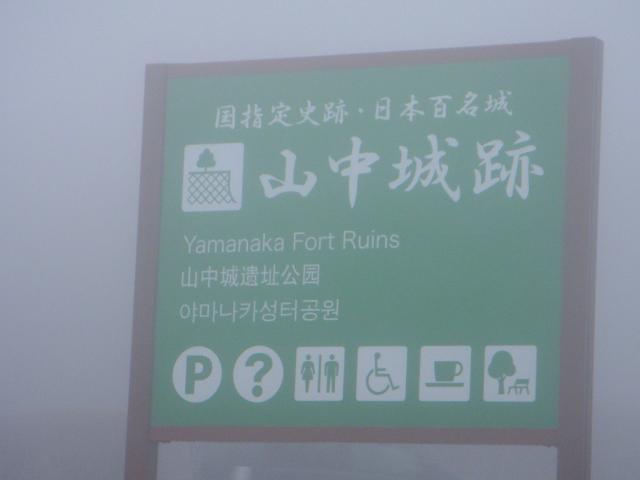 国指定史跡・日本百名城
山中城跡
Yamanaka Fort Ruins
山中城遗址公园
야마나카성터공원
P ?